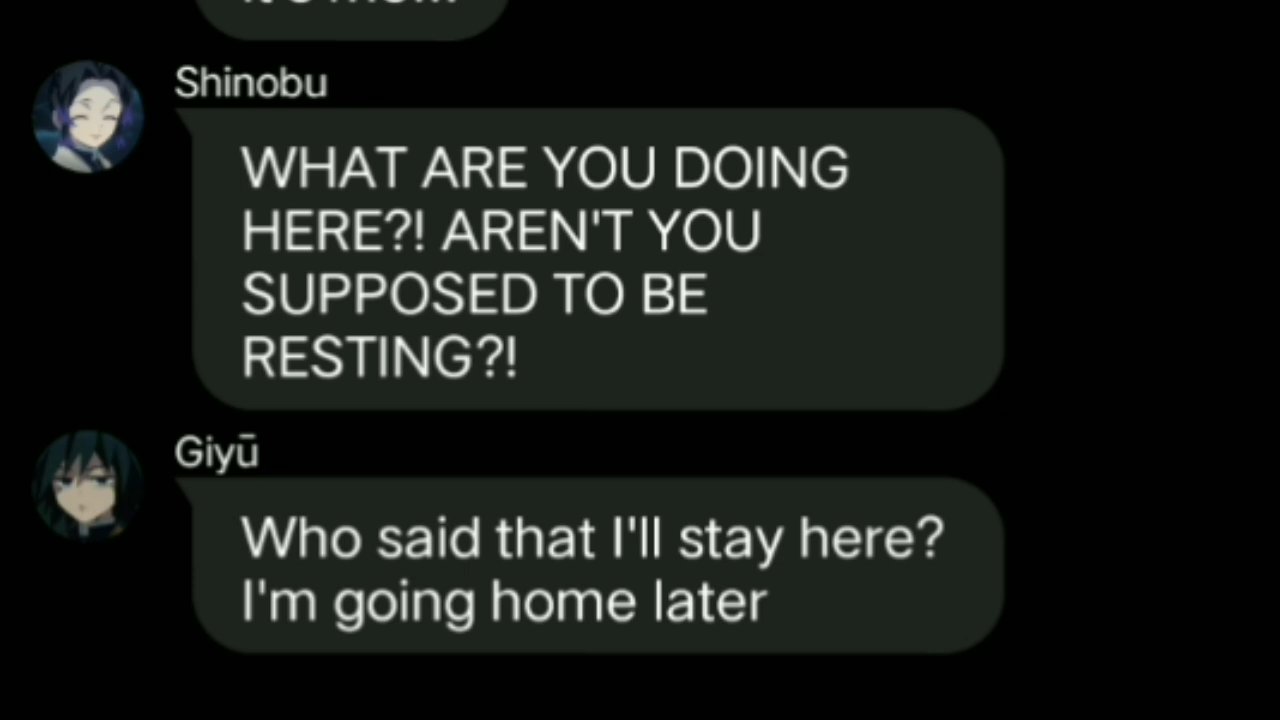 Shinobu
WHAT ARE YOU DOING
HERE?! AREN'T YOU
SUPPOSED TO BE
RESTING?!
Giyū
Who said that I'll stay here?
I'm going home later